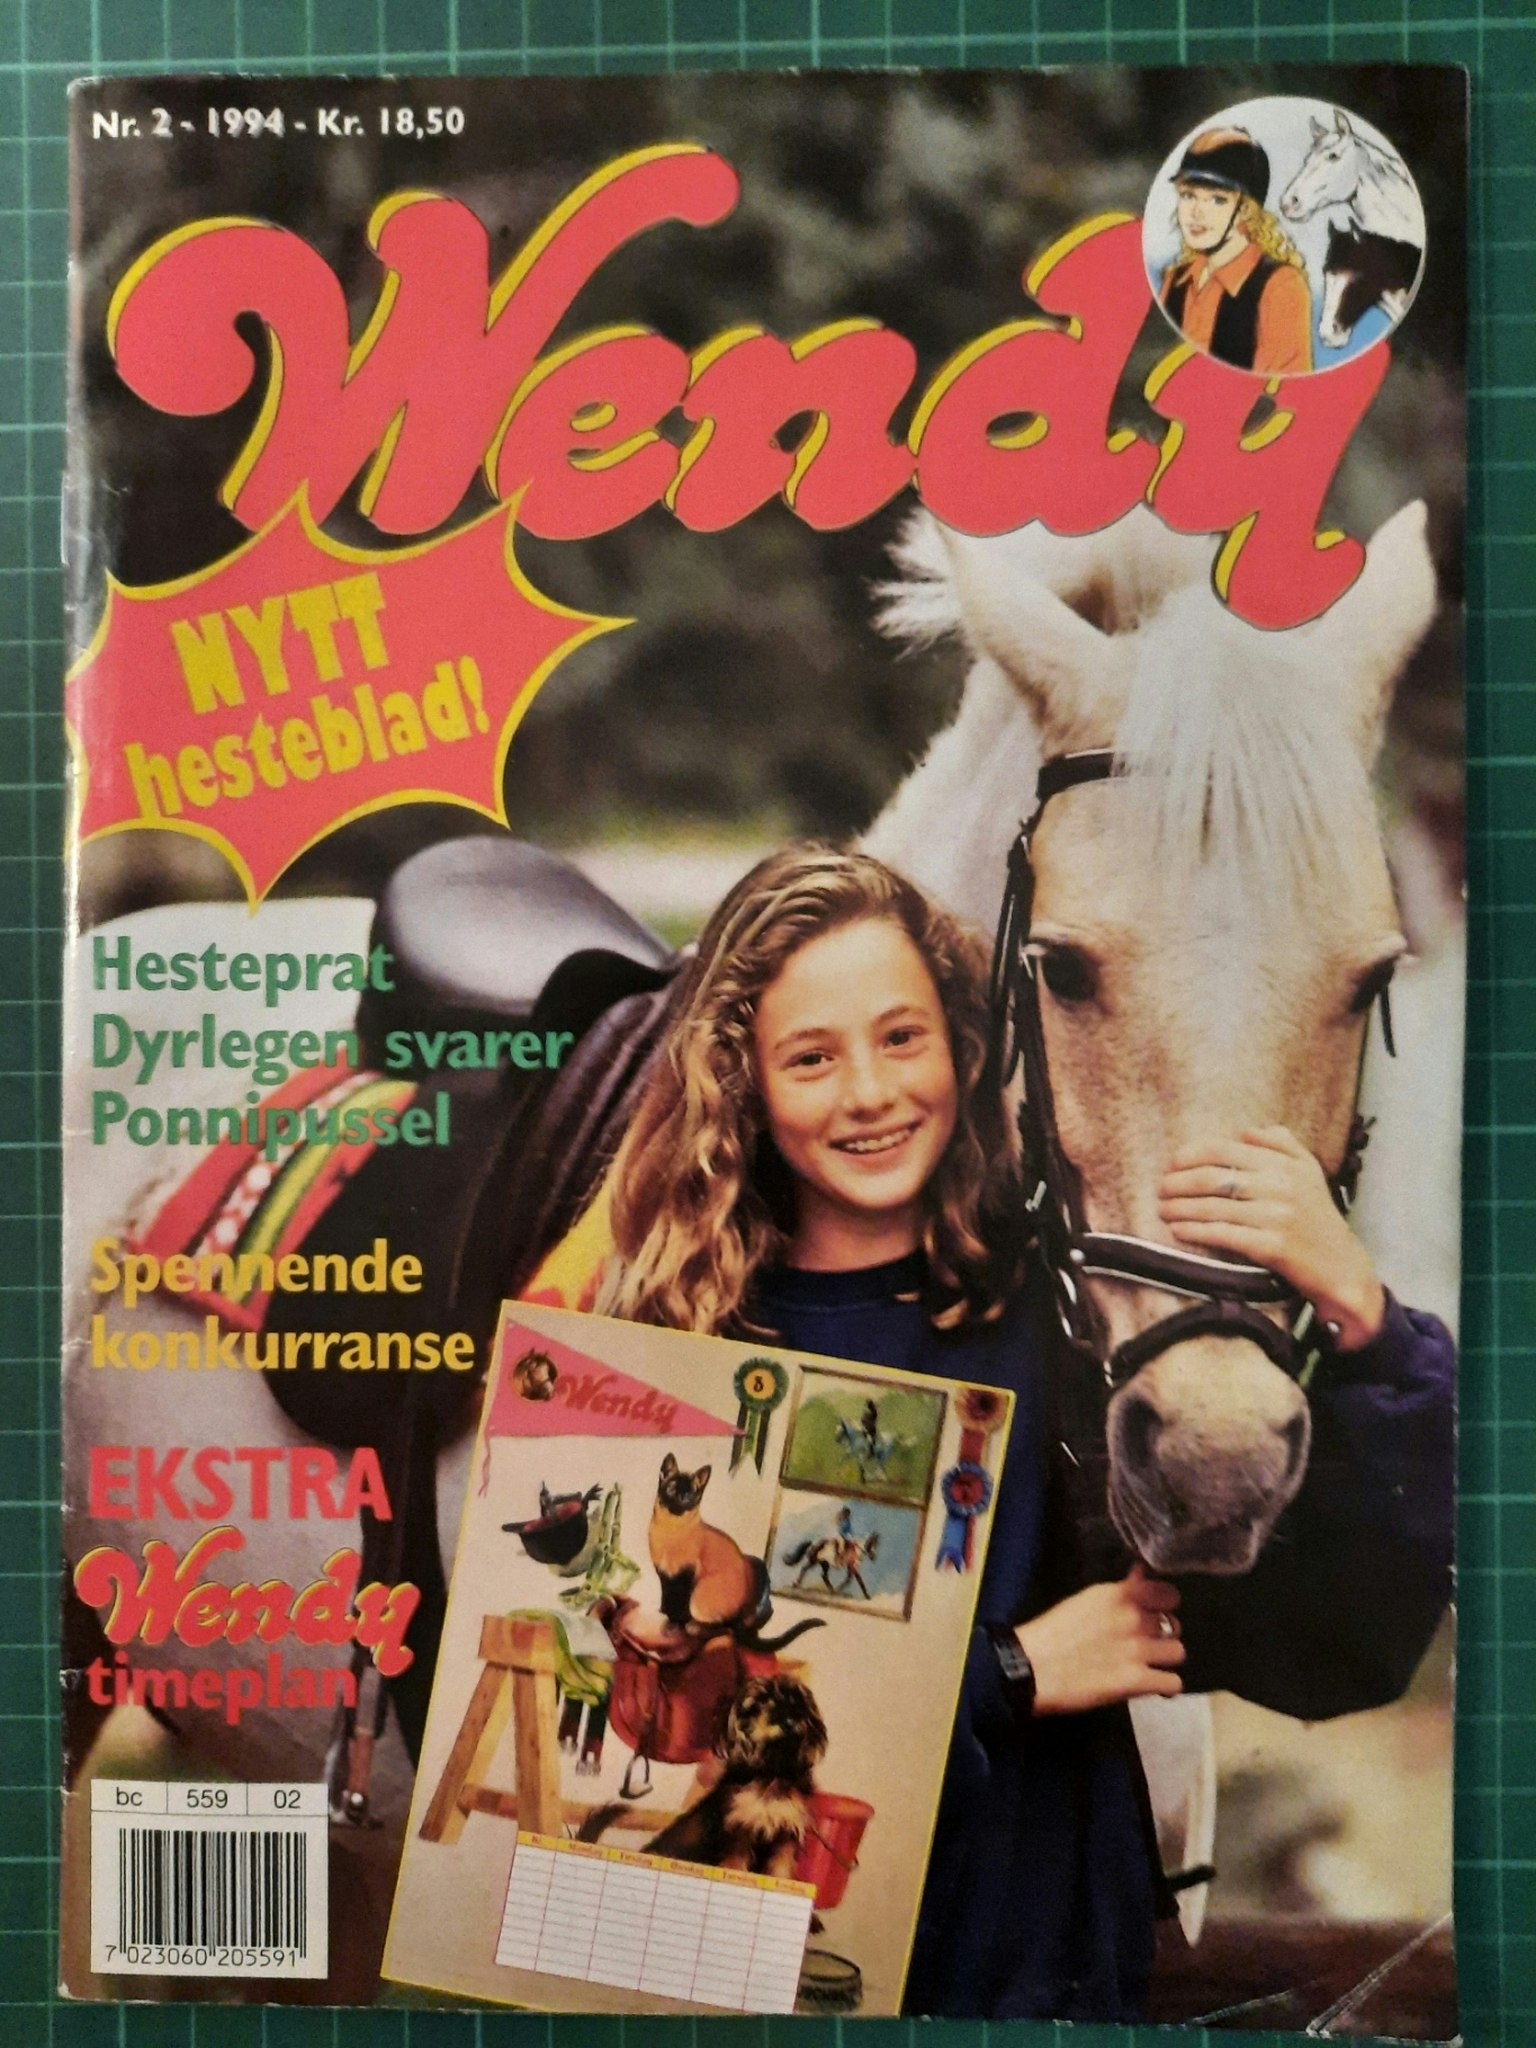 Nr. 2 - 1994 - Kr. 18,50
Wendy
NYTT
hesteblad!
Hesteprat
Dyrlegen svarer
Ponnipussel
Spennende
konkurranse
EKSTRA
Wendy
timeplan
Wendy
bc 559 02
7 023060 205591